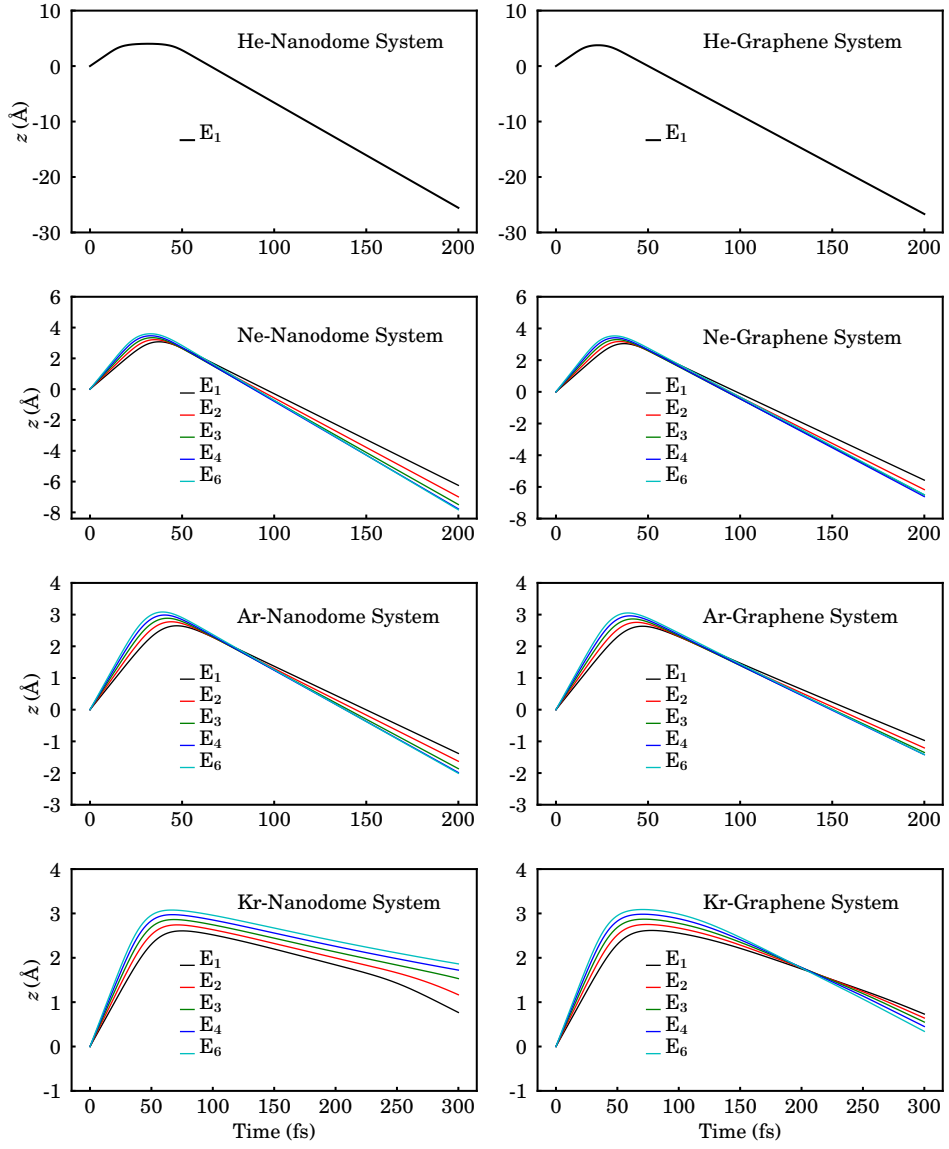 He-Nanodome System
z (Å)
10
0
-10
-20
-30
E1
0 50 100 150 200
He-Graphene System
10
0
-10
-20
-30
E1
0 50 100 150 200
Ne-Nanodome System
z (Å)
6
4
2
0
-2
-4
-6
-8
E1
E2
E3
E4
E6
0 50 100 150 200
Ne-Graphene System
6
4
2
0
-2
-4
-6
-8
E1
E2
E3
E4
E6
0 50 100 150 200
Ar-Nanodome System
z (Å)
4
3
2
1
0
-1
-2
-3
E1
E2
E3
E4
E6
0 50 100 150 200
Ar-Graphene System
4
3
2
1
0
-1
-2
-3
E1
E2
E3
E4
E6
0 50 100 150 200
Kr-Nanodome System
z (Å)
4
3
2
1
0
-1
E1
E2
E3
E4
E6
0 50 100 150 200 250 300
Time (fs)
Kr-Graphene System
4
3
2
1
0
-1
E1
E2
E3
E4
E6
0 50 100 150 200 250 300
Time (fs)